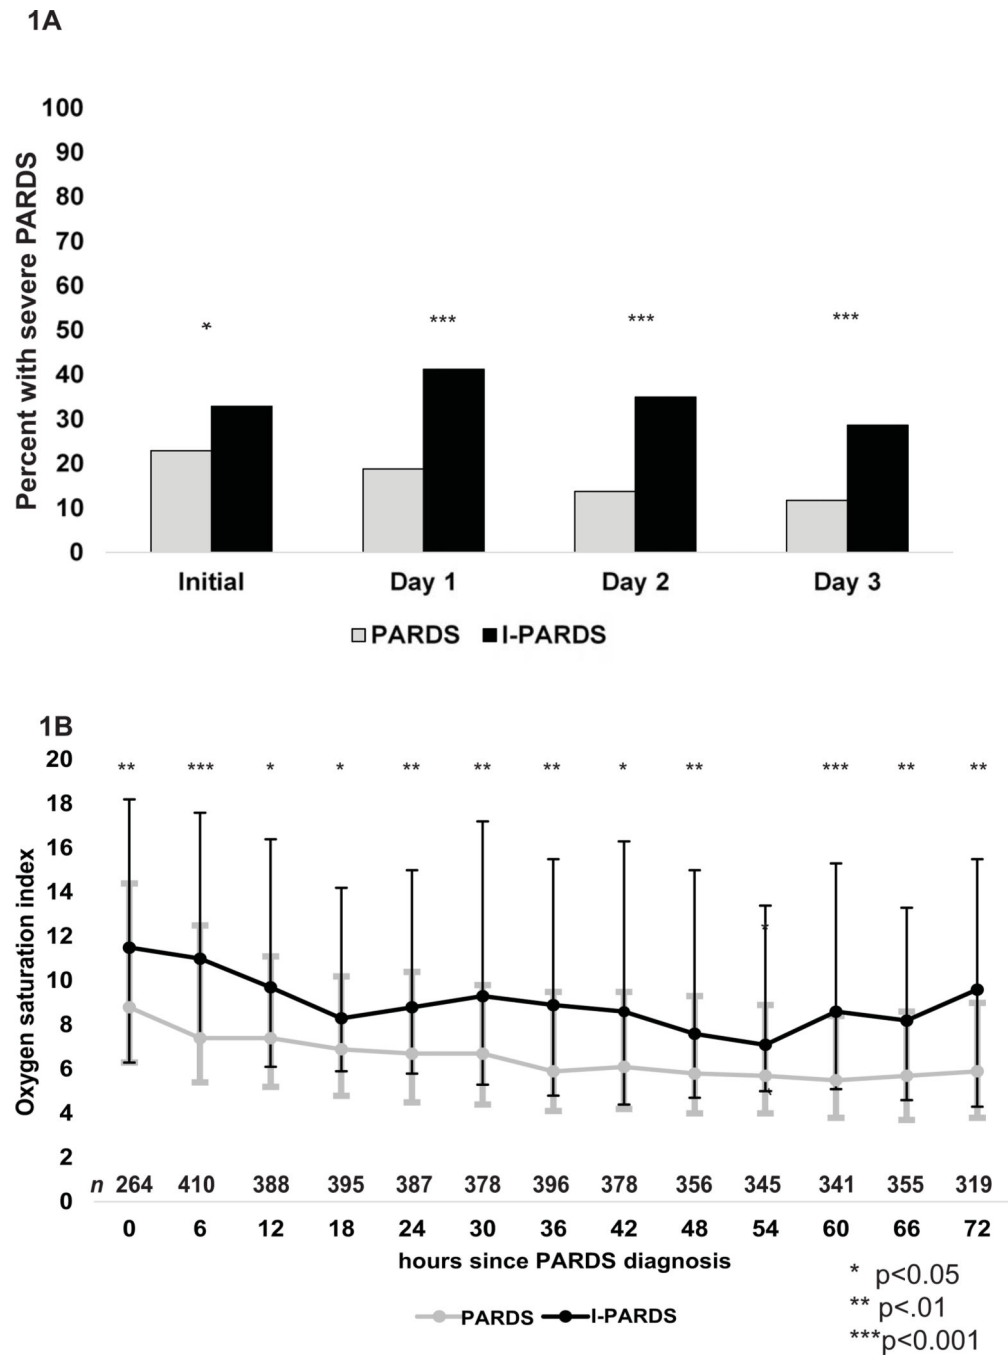 1A
Percent with severe PARDS
100
90
80
70
60
50
40
30
20
10
0
* *** *** ***
Initial Day 1 Day 2 Day 3
PARDS I-PARDS
1B
Oxygen saturation index
20
18
16
14
12
10
8
6
4
2
0
** *** * * ** ** ** * ** *** ** **
*
*
n 264 410 388 395 387 378 396 378 356 345 341 355 319
0 6 12 18 24 30 36 42 48 54 60 66 72
hours since PARDS diagnosis
PARDS I-PARDS
* p<0.05
** p<.01
***p<0.001